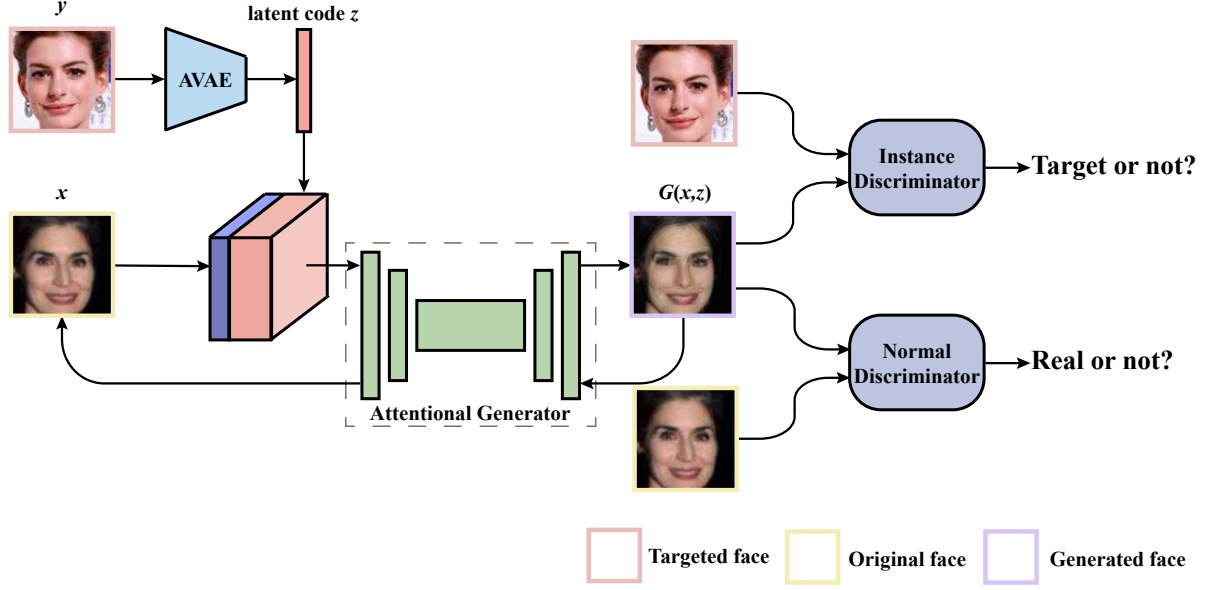 y
latent code z
AVAE
x
G(x,z)
Attentional Generator
Instance
Discriminator
Target or not?
Normal
Discriminator
Real or not?
Targeted face
Original face
Generated face